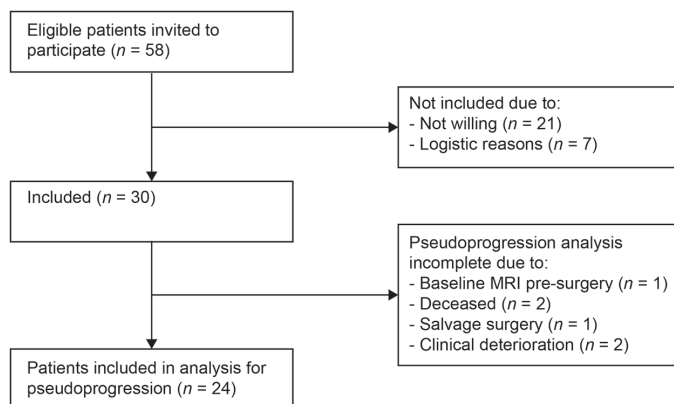 Eligible patients invited to
participate (n = 58)
Not included due to:
- Not willing (n = 21)
- Logistic reasons (n = 7)
Included (n = 30)
Pseudoprogression analysis
incomplete due to:
- Baseline MRI pre-surgery (n = 1)
- Deceased (n = 2)
- Salvage surgery (n = 1)
- Clinical deterioration (n = 2)
Patients included in analysis for
pseudoprogression (n = 24)